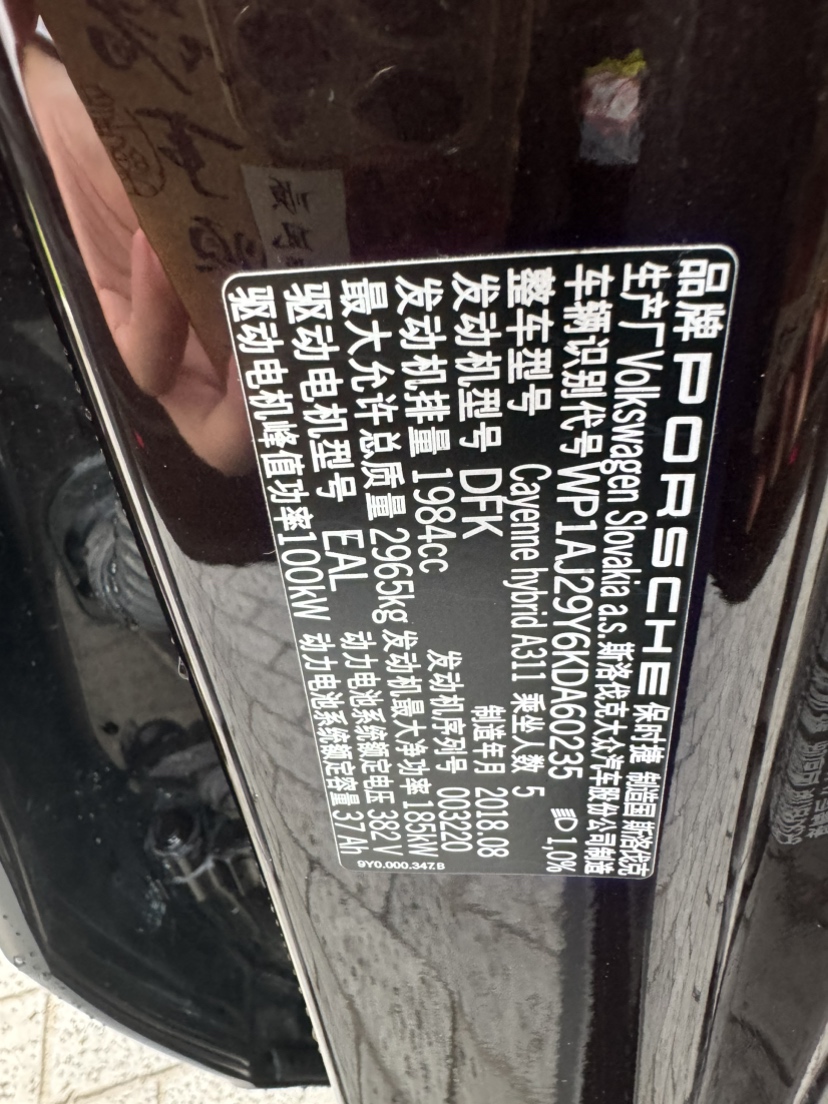 品牌 PORSCHE 保时捷 制造国 斯洛伐克
生产厂 Volkswagen Slovakia a.s. 斯洛伐克大众汽车股份公司制造
车辆识别代号 WP1AJ29Y6KDA60235 1,0%
整车型号 Cayenne hybrid A311 乘坐人数 5
发动机型号 DFK 制造年月 2018.08
发动机排量 1984cc 发动机序列号 003220
最大允许总质量 2965kg 发动机最大净功率 185kW
驱动电机型号 EAL 动力电池系统额定电压 382V
驱动电机峰值功率 100kW 动力电池系统额定容量 37Ah
9Y0.000.347.B